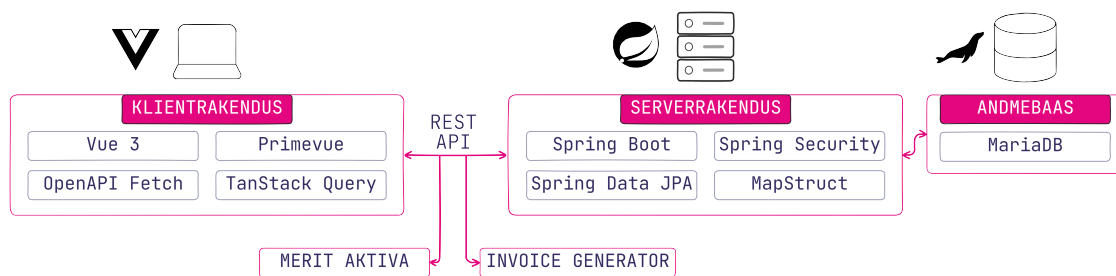 KLIENTRAKENDUS
Vue 3
Primevue
OpenAPI Fetch
TanStack Query
REST
API
SERVERRAKENDUS
Spring Boot
Spring Security
Spring Data JPA
MapStruct
ANDMEBAAS
MariaDB
MERIT AKTIVA
INVOICE GENERATOR